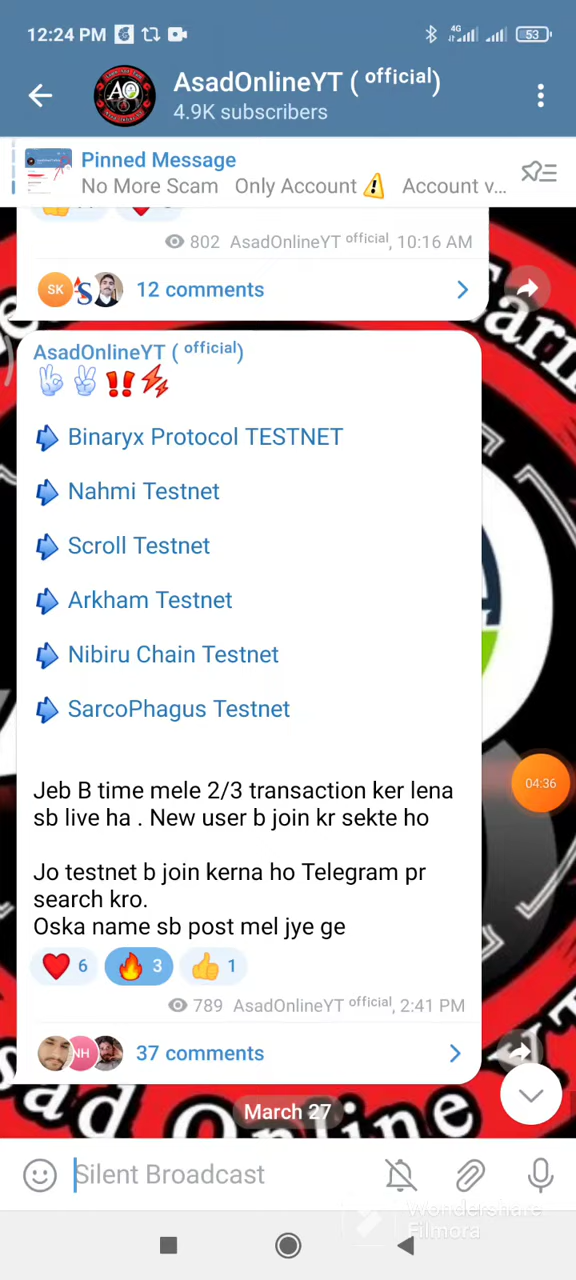 12:24 PM
4G
53
AsadOnlineYT ( official)
4.9K subscribers
Pinned Message
No More Scam Only Account ⚠ Account v...
802 AsadOnlineYT official, 10:16 AM
SK
12 comments
AsadOnlineYT ( official)
👌✌‼⚡
Binaryx Protocol TESTNET
Nahmi Testnet
Scroll Testnet
Arkham Testnet
Nibiru Chain Testnet
SarcoPhagus Testnet
04:36
Jeb B time mele 2/3 transaction ker lena
sb live ha . New user b join kr sekte ho
Jo testnet b join kerna ho Telegram pr
search kro.
Oska name sb post mel jye ge
6
3
1
789 AsadOnlineYT official, 2:41 PM
NH
37 comments
March 27
Silent Broadcast
Wondershare
Filmora